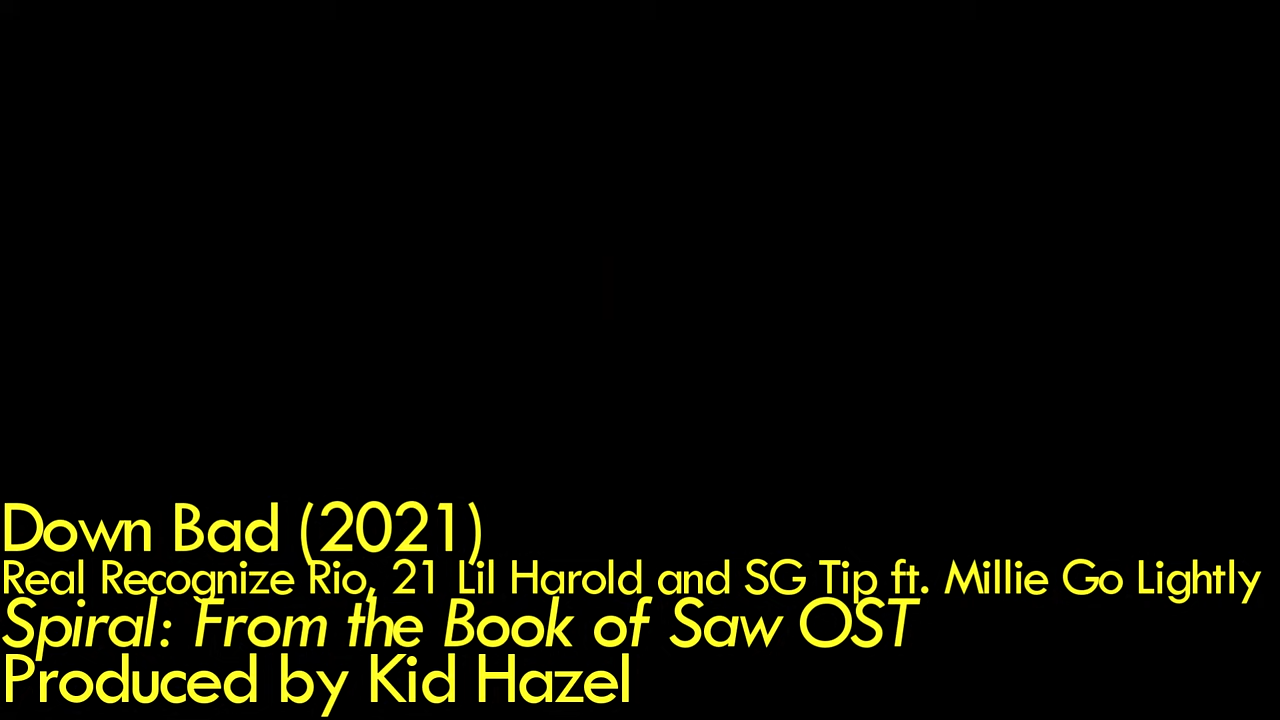 Down Bad (2021)
Real Recognize Rio, 21 Lil Harold and SG Tip ft. Millie Go Lightly
Spiral: From the Book of Saw OST
Produced by Kid Hazel